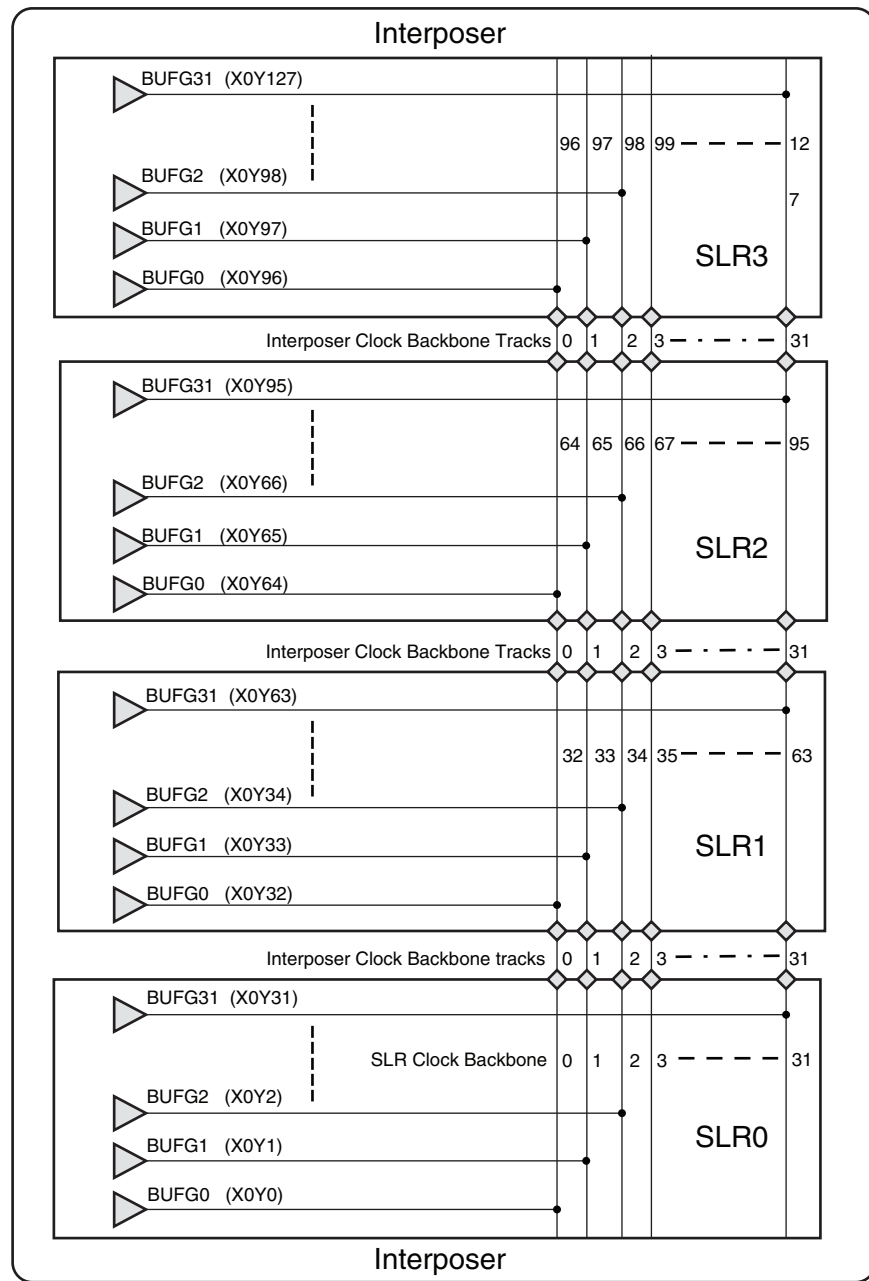 Interposer
BUFG31 (X0Y127)
96 97 98 99 12
7
BUFG2 (X0Y98)
BUFG1 (X0Y97)
SLR3
BUFG0 (X0Y96)
Interposer Clock Backbone Tracks 0 1 2 3 31
BUFG31 (X0Y95)
64 65 66 67 95
BUFG2 (X0Y66)
BUFG1 (X0Y65)
SLR2
BUFG0 (X0Y64)
Interposer Clock Backbone Tracks 0 1 2 3 31
BUFG31 (X0Y63)
32 33 34 35 63
BUFG2 (X0Y34)
BUFG1 (X0Y33)
SLR1
BUFG0 (X0Y32)
Interposer Clock Backbone tracks 0 1 2 3 31
BUFG31 (X0Y31)
SLR Clock Backbone 0 1 2 3 31
BUFG2 (X0Y2)
BUFG1 (X0Y1)
SLR0
BUFG0 (X0Y0)
Interposer